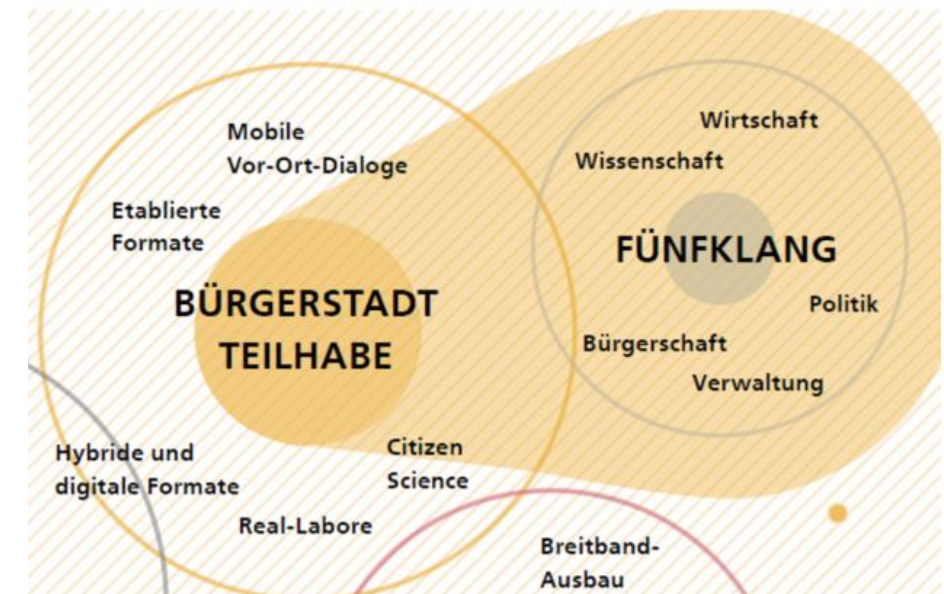 Mobile
Vor-Ort-Dialoge
Etablierte
Formate
BÜRGERSTADT
TEILHABE
Hybride und
digitale Formate
Citizen
Science
Real-Labore
Wirtschaft
Wissenschaft
FÜNFKLANG
Politik
Bürgerschaft
Verwaltung
Breitband-
Ausbau